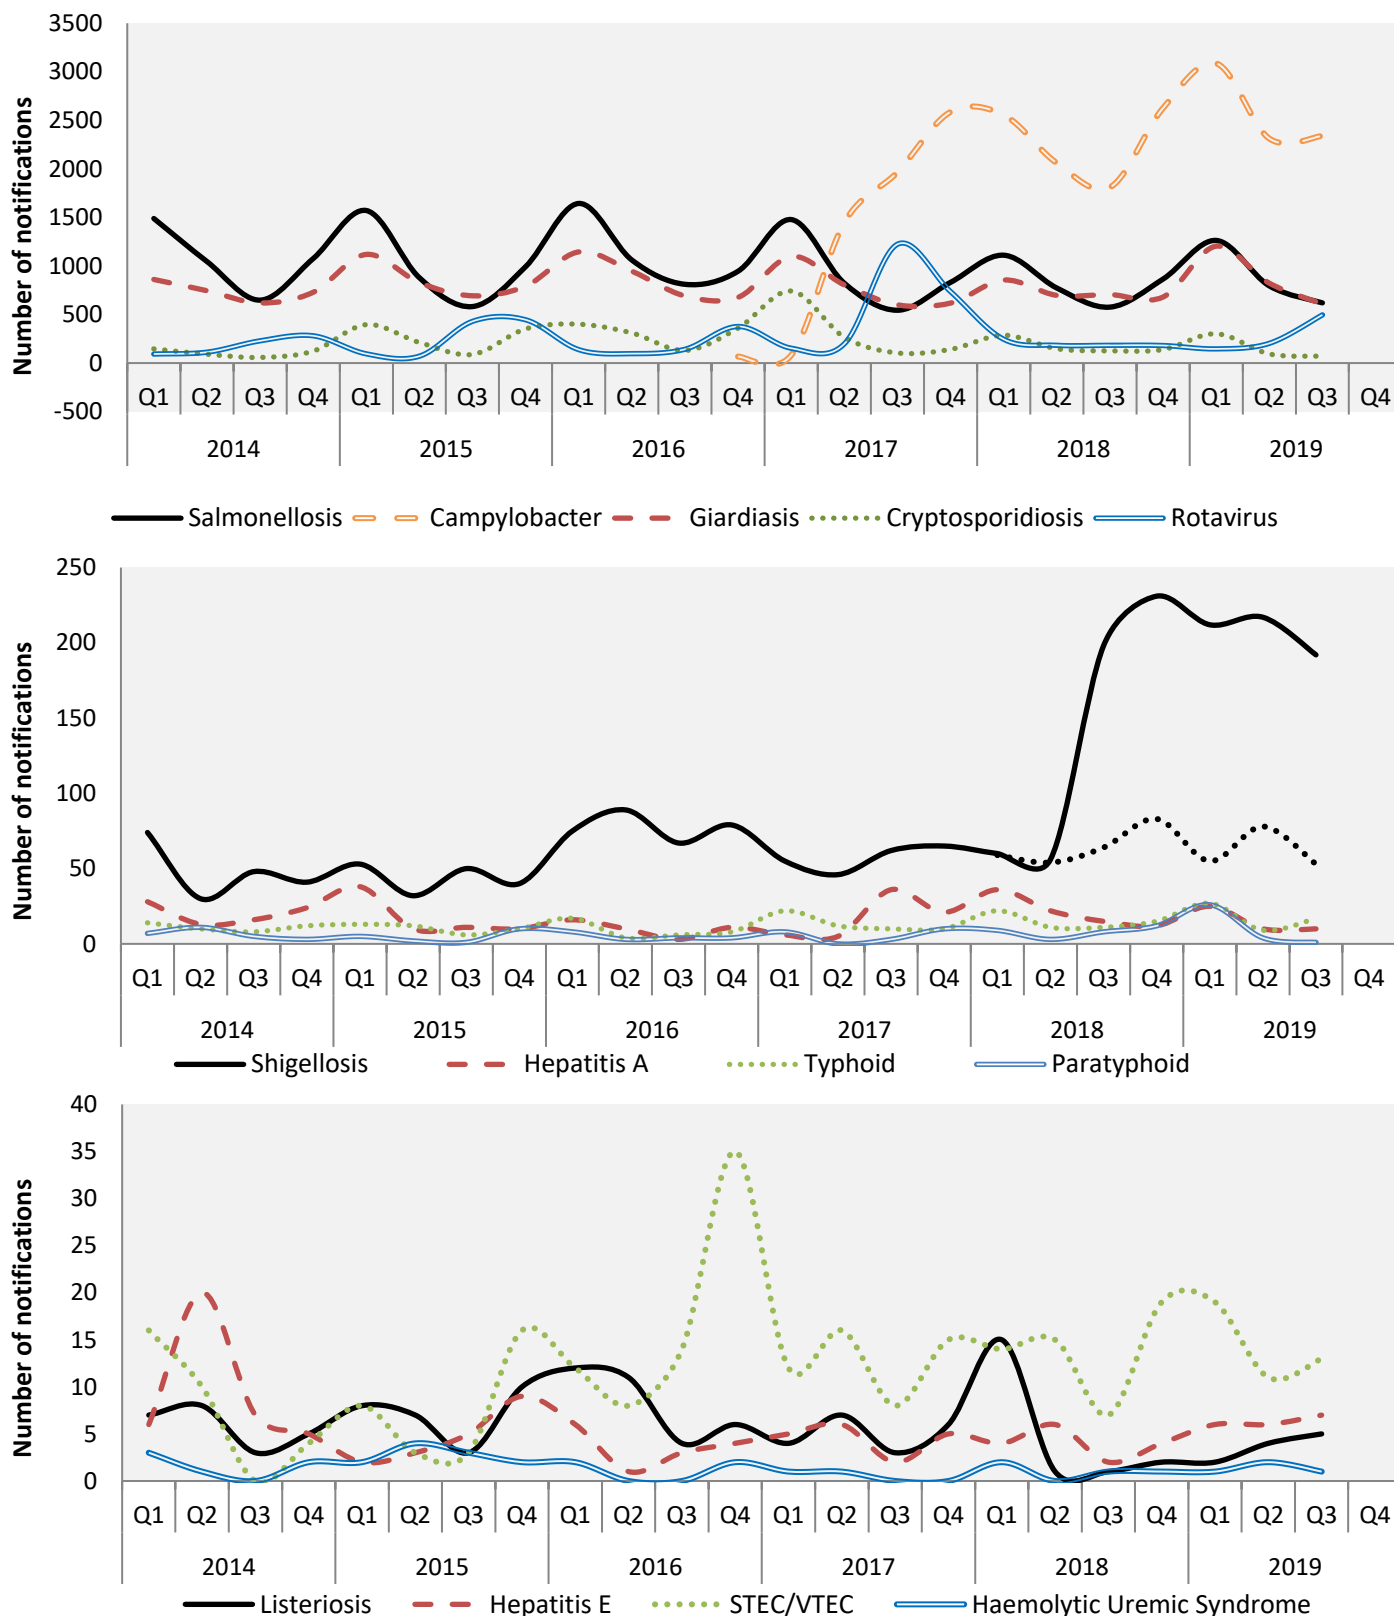 3500
3000
2500
2000
1500
1000
500
0
-500
Number of notifications
Q1 Q2 Q3 Q4 Q1 Q2 Q3 Q4 Q1 Q2 Q3 Q4 Q1 Q2 Q3 Q4 Q1 Q2 Q3 Q4 Q1 Q2 Q3 Q4
2014 2015 2016 2017 2018 2019
Salmonellosis Campylobacter Giardiasis Cryptosporidiosis Rotavirus
250
200
150
100
50
0
Number of notifications
Q1 Q2 Q3 Q4 Q1 Q2 Q3 Q4 Q1 Q2 Q3 Q4 Q1 Q2 Q3 Q4 Q1 Q2 Q3 Q4 Q1 Q2 Q3 Q4
2014 2015 2016 2017 2018 2019
Shigellosis Hepatitis A Typhoid Paratyphoid
40
35
30
25
20
15
10
5
0
Number of notifications
Q1 Q2 Q3 Q4 Q1 Q2 Q3 Q4 Q1 Q2 Q3 Q4 Q1 Q2 Q3 Q4 Q1 Q2 Q3 Q4 Q1 Q2 Q3 Q4
2014 2015 2016 2017 2018 2019
Listeriosis Hepatitis E STEC/VTEC Haemolytic Uremic Syndrome